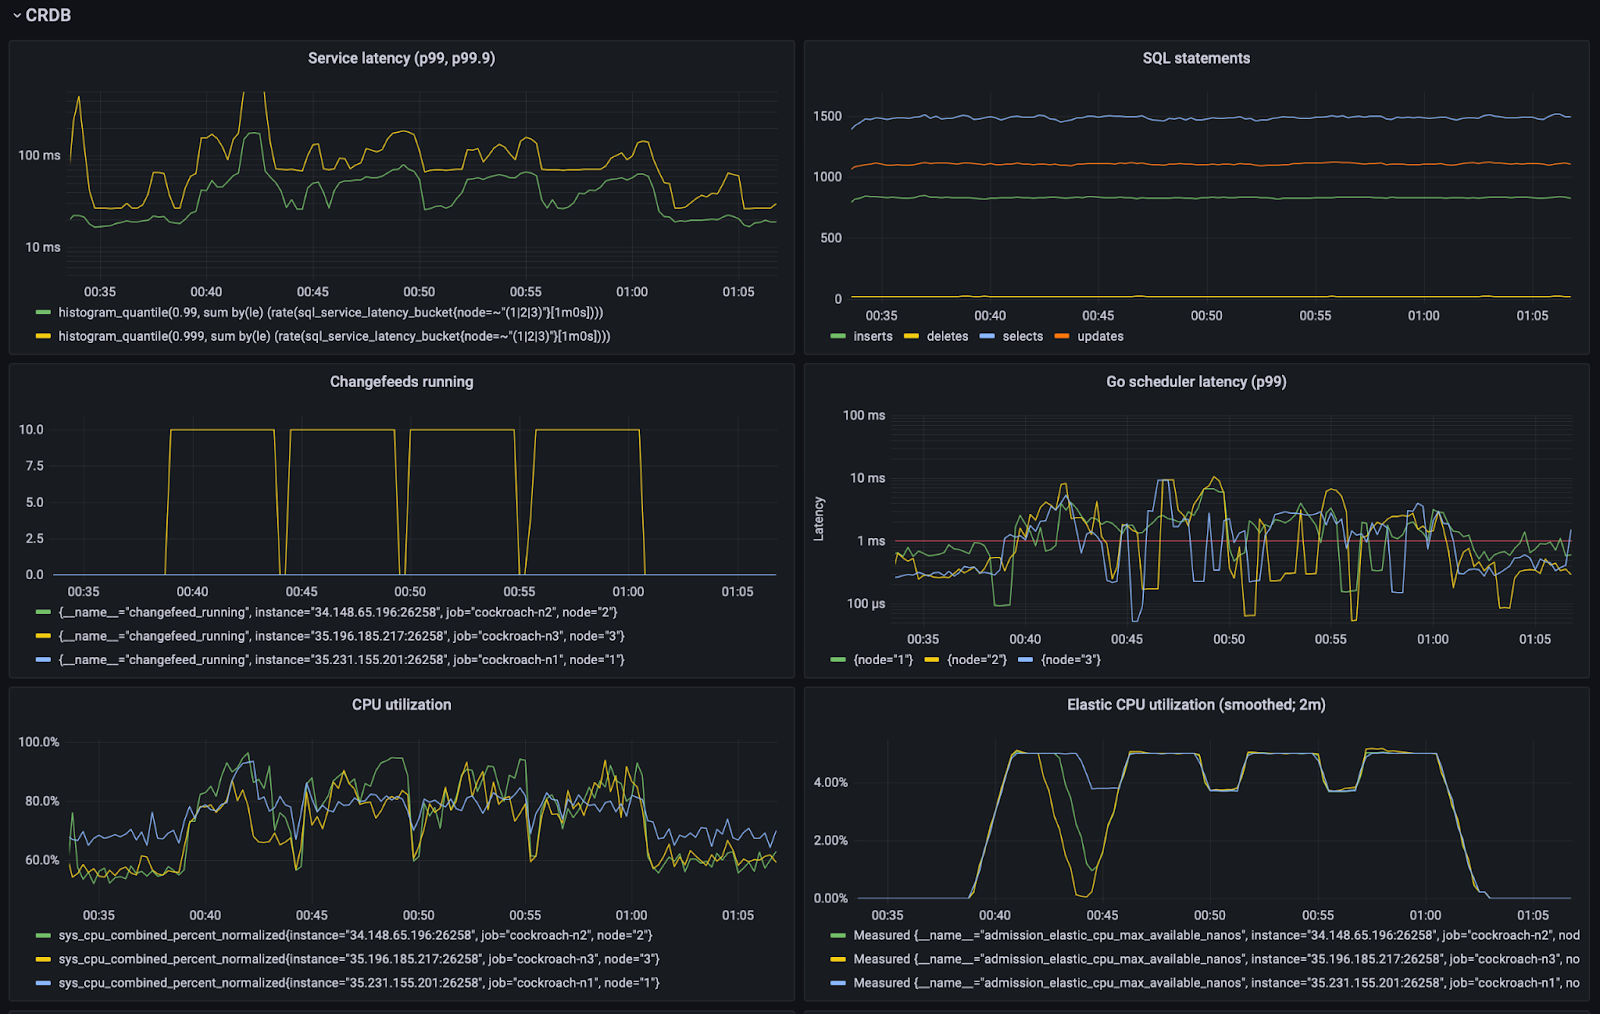 CRDB
Service latency (p99, p99.9)
100 ms
10 ms
00:35 00:40 00:45 00:50 00:55 01:00 01:05
histogram_quantile(0.99, sum by(le) (rate(sql_service_latency_bucket{node=~"(1|2|3)"}[1m0s])))
histogram_quantile(0.999, sum by(le) (rate(sql_service_latency_bucket{node=~"(1|2|3)"}[1m0s])))
SQL statements
1500
1000
500
0
00:35 00:40 00:45 00:50 00:55 01:00 01:05
inserts deletes selects updates
Changefeeds running
10.0
7.5
5.0
2.5
0.0
00:35 00:40 00:45 00:50 00:55 01:00 01:05
{__name__="changefeed_running", instance="34.148.65.196:26258", job="cockroach-n2", node="2"}
{__name__="changefeed_running", instance="35.196.185.217:26258", job="cockroach-n3", node="3"}
{__name__="changefeed_running", instance="35.231.155.201:26258", job="cockroach-n1", node="1"}
Go scheduler latency (p99)
Latency
100 ms
10 ms
1 ms
100 µs
00:35 00:40 00:45 00:50 00:55 01:00 01:05
{node="1"} {node="2"} {node="3"}
CPU utilization
100.0%
80.0%
60.0%
00:35 00:40 00:45 00:50 00:55 01:00 01:05
sys_cpu_combined_percent_normalized{instance="34.148.65.196:26258", job="cockroach-n2", node="2"}
sys_cpu_combined_percent_normalized{instance="35.196.185.217:26258", job="cockroach-n3", node="3"}
sys_cpu_combined_percent_normalized{instance="35.231.155.201:26258", job="cockroach-n1", node="1"}
Elastic CPU utilization (smoothed; 2m)
4.00%
2.00%
0.00%
00:35 00:40 00:45 00:50 00:55 01:00 01:05
Measured {__name__="admission_elastic_cpu_max_available_nanos", instance="34.148.65.196:26258", job="cockroach-n2", nod
Measured {__name__="admission_elastic_cpu_max_available_nanos", instance="35.196.185.217:26258", job="cockroach-n3", no
Measured {__name__="admission_elastic_cpu_max_available_nanos", instance="35.231.155.201:26258", job="cockroach-n1", no